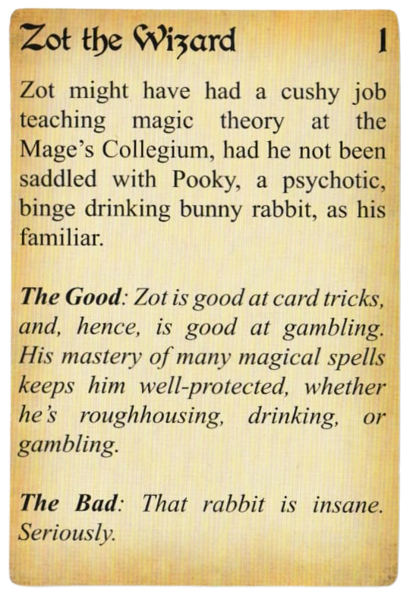 Zot the Wizard 1
Zot might have had a cushy job
teaching magic theory at the
Mage's Collegium, had he not been
saddled with Pooky, a psychotic,
binge drinking bunny rabbit, as his
familiar.
The Good: Zot is good at card tricks,
and, hence, is good at gambling.
His mastery of many magical spells
keeps him well-protected, whether
he's roughhousing, drinking, or
gambling.
The Bad: That rabbit is insane.
Seriously.